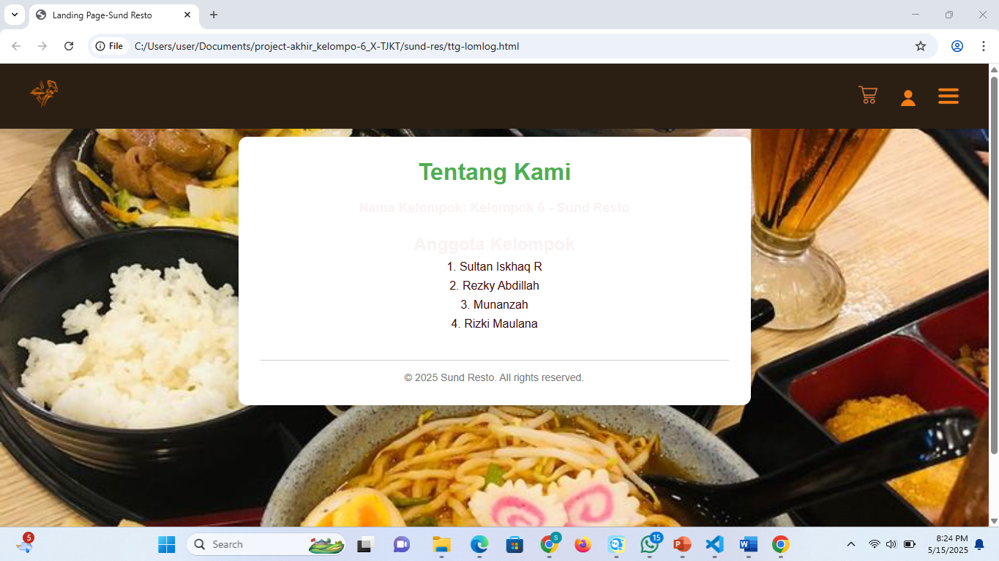 Landing Page-Sund Resto
File
C:/Users/user/Documents/project-akhir_kelompo-6_X-TJKT/sund-res/ttg-lomlog.html
Tentang Kami
Nama Kelompok: Kelompok 6 - Sund Resto
Anggota Kelompok
1. Sultan Iskhaq R
2. Rezky Abdillah
3. Munanzah
4. Rizki Maulana
© 2025 Sund Resto. All rights reserved.
5
Search
S
15
P
W
8:24 PM
5/15/2025